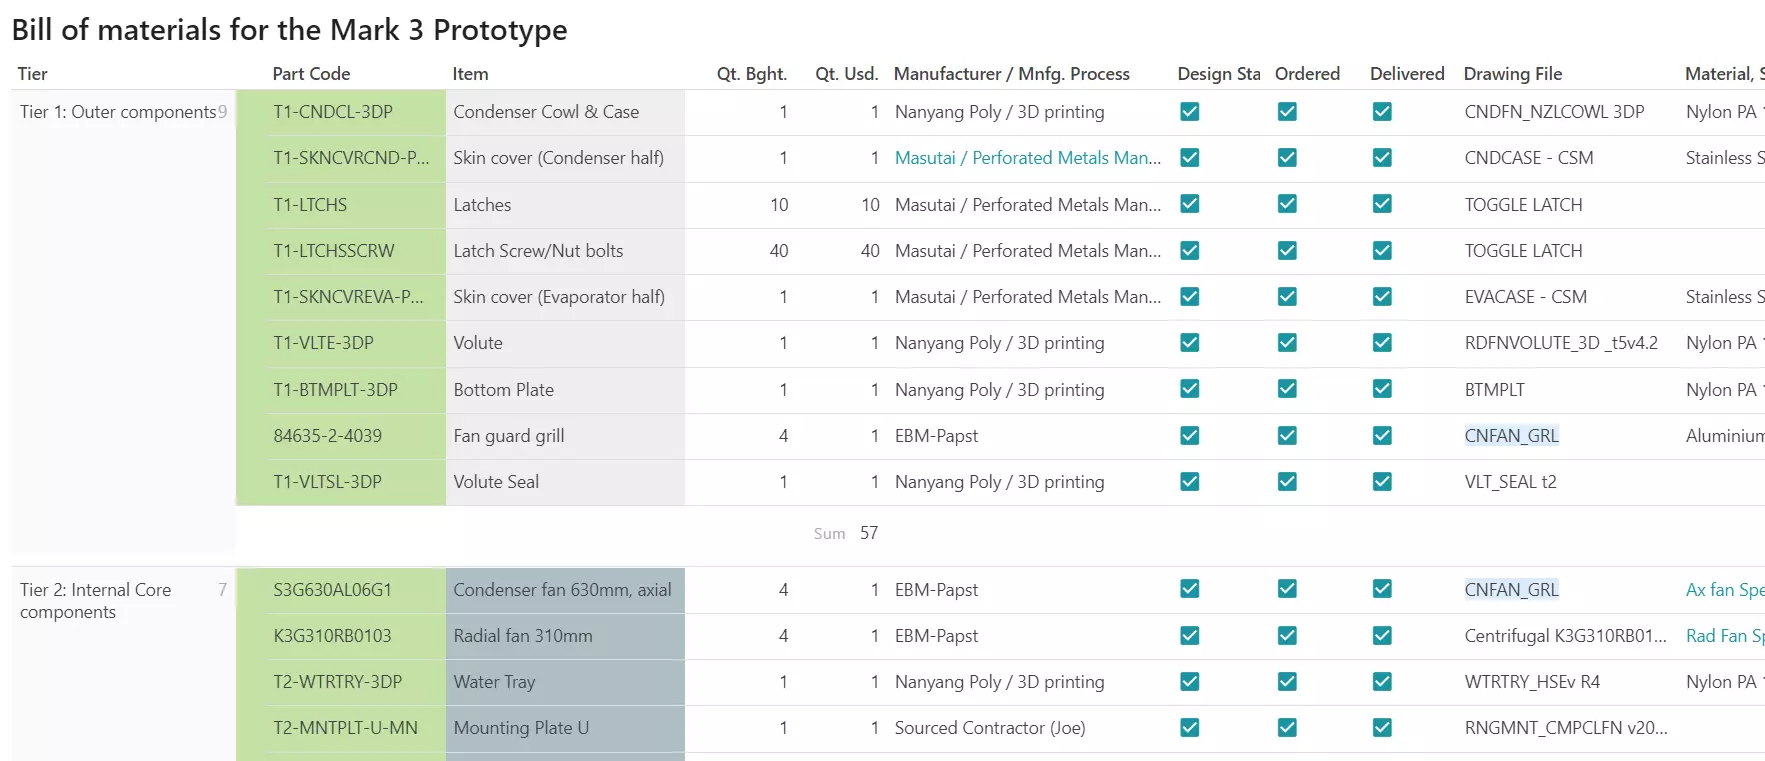 Bill of materials for the Mark 3 Prototype
Tier Part Code Item Qt. Bght. Qt. Usd. Manufacturer / Mnfg. Process Design Sta Ordered Delivered Drawing File Material, S
Tier 1: Outer components 9 T1-CNDCL-3DP Condenser Cowl & Case 1 1 Nanyang Poly / 3D printing CNDFN_NZLCOWL 3DP Nylon PA
T1-SKNCVRCND-P... Skin cover (Condenser half) 1 1 Masutai / Perforated Metals Man... CNDCASE - CSM Stainless S
T1-LTCHS Latches 10 10 Masutai / Perforated Metals Man... TOGGLE LATCH
T1-LTCHSSCRW Latch Screw/Nut bolts 40 40 Masutai / Perforated Metals Man... TOGGLE LATCH
T1-SKNCVREVA-P... Skin cover (Evaporator half) 1 1 Masutai / Perforated Metals Man... EVACASE - CSM Stainless S
T1-VLTE-3DP Volute 1 1 Nanyang Poly / 3D printing RDFNVOLUTE_3D _t5v4.2 Nylon PA
T1-BTMPLT-3DP Bottom Plate 1 1 Nanyang Poly / 3D printing BTMPLT Nylon PA
84635-2-4039 Fan guard grill 4 1 EBM-Papst CNFAN_GRL Aluminium
T1-VLTSL-3DP Volute Seal 1 1 Nanyang Poly / 3D printing VLT_SEAL t2
Sum 57
Tier 2: Internal Core 7 S3G630AL06G1 Condenser fan 630mm, axial 4 1 EBM-Papst CNFAN_GRL Ax fan Spe
components
K3G310RB0103 Radial fan 310mm 4 1 EBM-Papst Centrifugal K3G310RB01... Rad Fan Sp
T2-WTRTRY-3DP Water Tray 1 1 Nanyang Poly / 3D printing WTRTRY_HSEv R4 Nylon PA
T2-MNTPLT-U-MN Mounting Plate U 1 1 Sourced Contractor (Joe) RNGMNT_CMPCLFN v20...